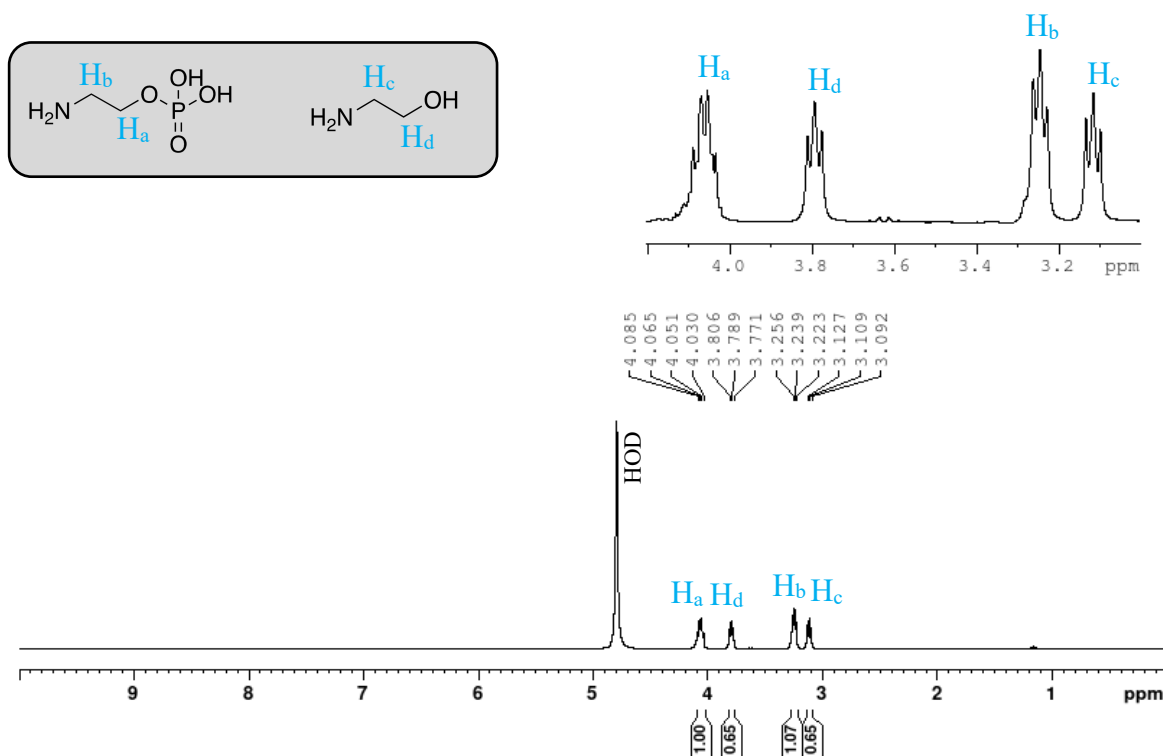 Hb
OH
H2N
O
P
OH
O
Ha
Hc
H2N
OH
Hd
Ha
Hd
Hb
Hc
4.0 3.8 3.6 3.4 3.2 ppm
4.085
4.065
4.051
4.030
3.806
3.789
3.771
3.256
3.239
3.223
3.127
3.109
3.092
HOD
Ha Hd Hb Hc
9 8 7 6 5 4 3 2 1 ppm
1.00 0.65 1.07 0.65